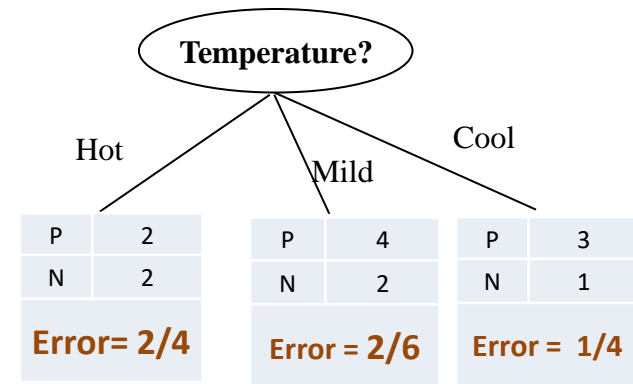 Temperature?
Hot
Mild
Cool
P 2
N 2
Error= 2/4
P 4
N 2
Error = 2/6
P 3
N 1
Error = 1/4